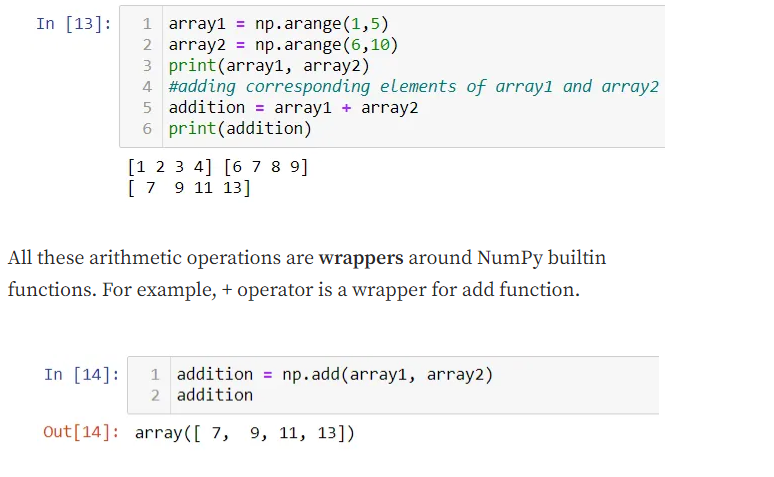 In [13]: 1 array1 = np.arange(1,5)
2 array2 = np.arange(6,10)
3 print(array1, array2)
4 #adding corresponding elements of array1 and array2
5 addition = array1 + array2
6 print(addition)
[1 2 3 4] [6 7 8 9]
[ 7  9 11 13]
All these arithmetic operations are wrappers around NumPy builtin
functions. For example, + operator is a wrapper for add function.
In [14]: 1 addition = np.add(array1, array2)
2 addition
Out[14]: array([ 7,  9, 11, 13])